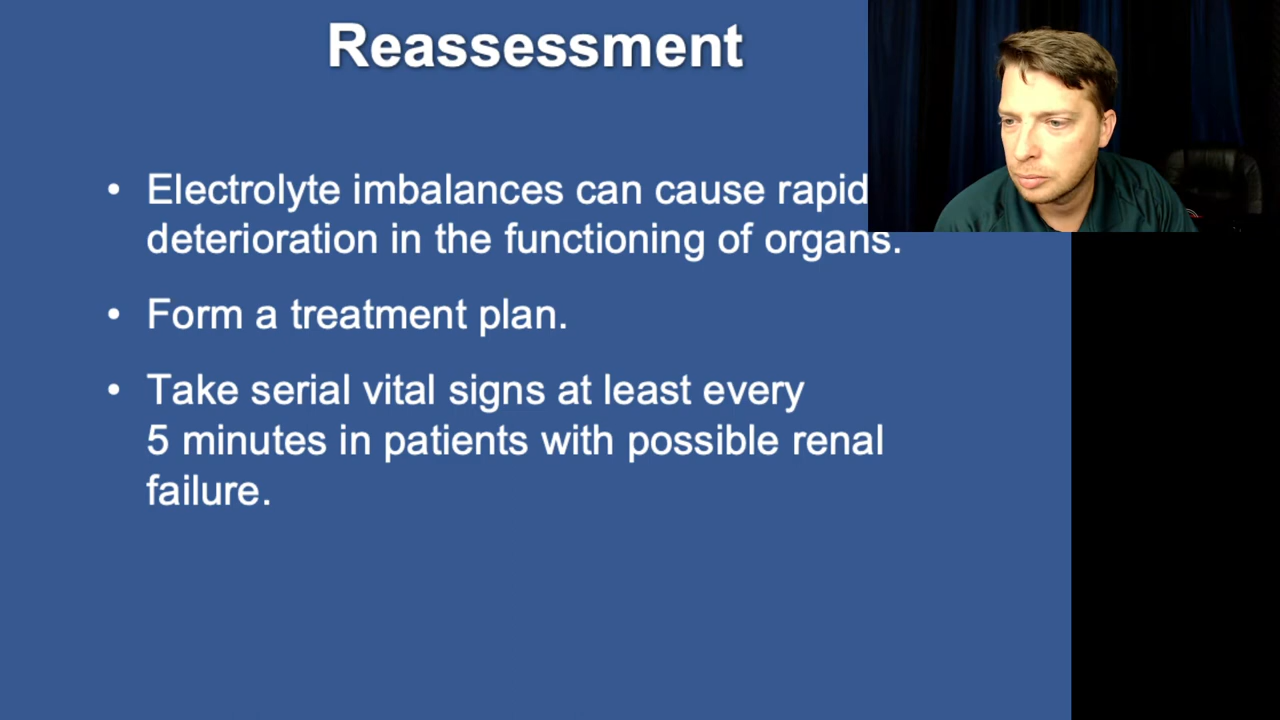 Reassessment
• Electrolyte imbalances can cause rapid
deterioration in the functioning of organs.
• Form a treatment plan.
• Take serial vital signs at least every
5 minutes in patients with possible renal
failure.